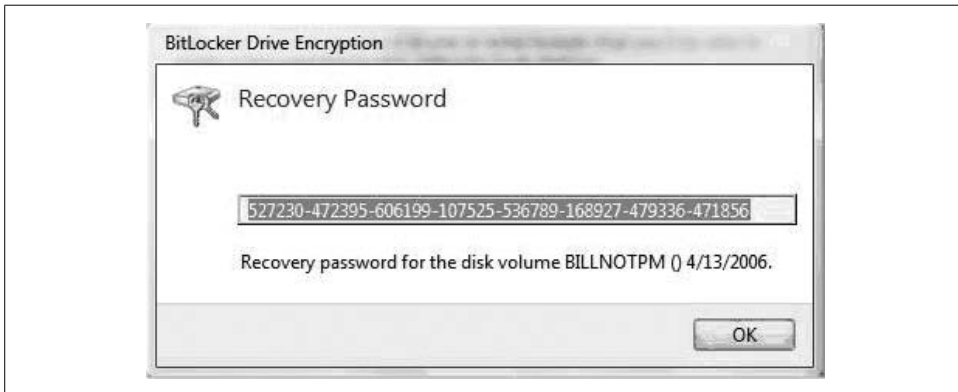 BitLocker Drive Encryption
Recovery Password
527230-472395-606199-107525-536789-168927-479336-471856
Recovery password for the disk volume BILLNOTPM () 4/13/2006.
OK